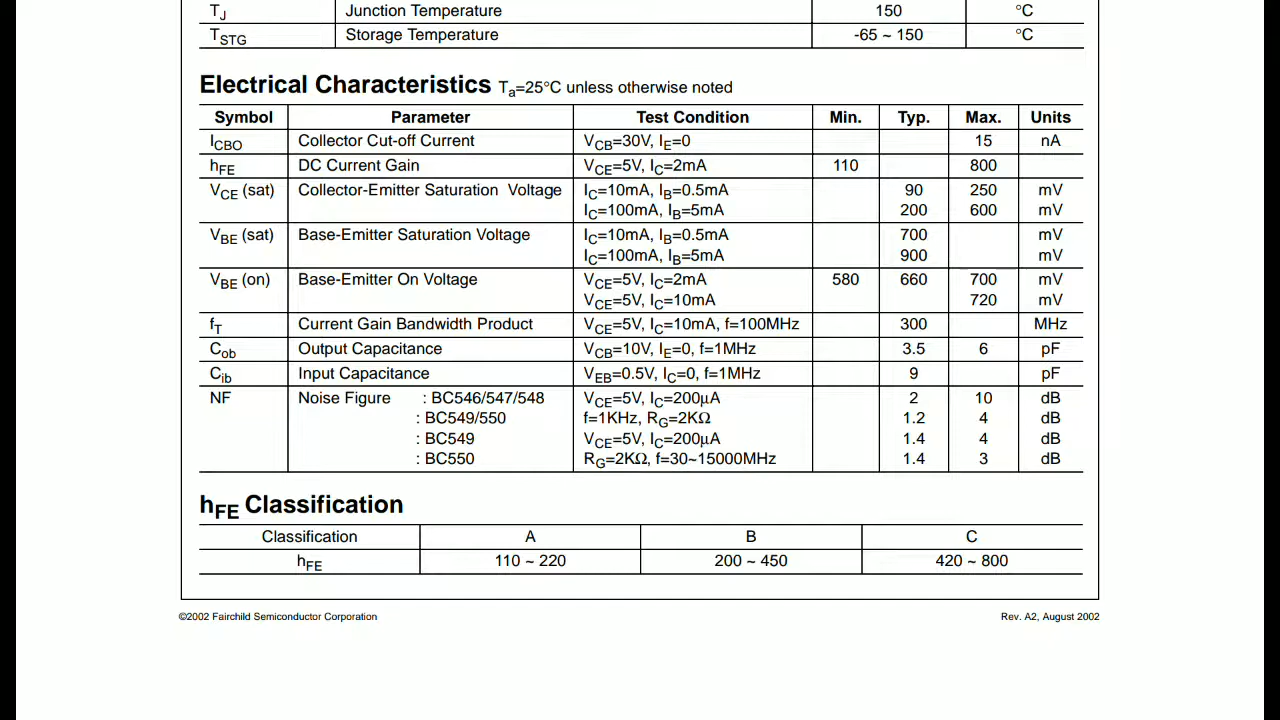 TJ Junction Temperature 150 °C
TSTG Storage Temperature -65 ~ 150 °C
Electrical Characteristics Ta=25°C unless otherwise noted
Symbol Parameter Test Condition Min. Typ. Max. Units
ICBO Collector Cut-off Current VCB=30V, IE=0 15 nA
hFE DC Current Gain VCE=5V, IC=2mA 110 800
VCE (sat) Collector-Emitter Saturation Voltage IC=10mA, IB=0.5mA 90 250 mV
IC=100mA, IB=5mA 200 600 mV
VBE (sat) Base-Emitter Saturation Voltage IC=10mA, IB=0.5mA 700 mV
IC=100mA, IB=5mA 900 mV
VBE (on) Base-Emitter On Voltage VCE=5V, IC=2mA 580 660 700 mV
VCE=5V, IC=10mA 720 mV
fT Current Gain Bandwidth Product VCE=5V, IC=10mA, f=100MHz 300 MHz
Cob Output Capacitance VCB=10V, IE=0, f=1MHz 3.5 6 pF
Cib Input Capacitance VEB=0.5V, IC=0, f=1MHz 9 pF
NF Noise Figure : BC546/547/548 VCE=5V, IC=200μA 2 10 dB
: BC549/550 f=1KHz, RG=2KΩ 1.2 4 dB
: BC549 VCE=5V, IC=200μA 1.4 4 dB
: BC550 RG=2KΩ, f=30~15000MHz 1.4 3 dB
hFE Classification
Classification A B C
hFE 110 ~ 220 200 ~ 450 420 ~ 800
©2002 Fairchild Semiconductor Corporation Rev. A2, August 2002